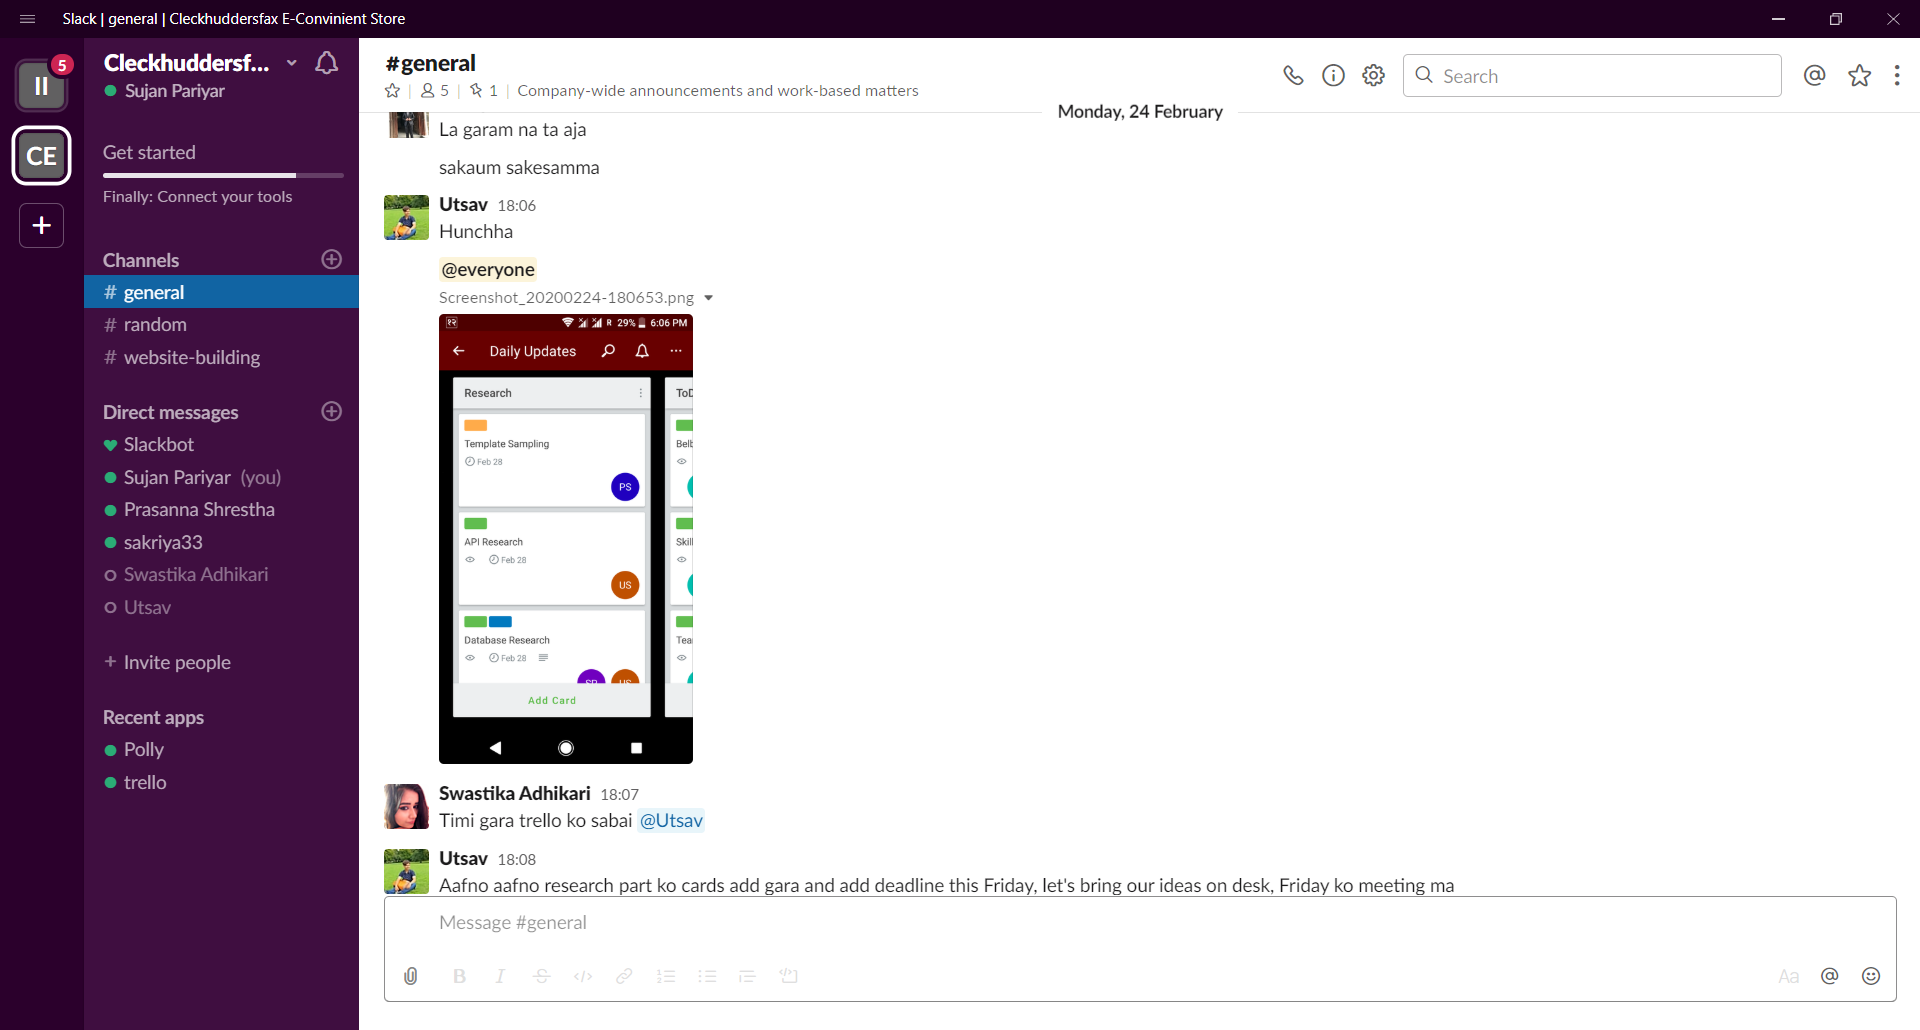 Slack | general | Cleckhuddersfax E-Convinient Store
5
CE
Cleckhuddersf...
Sujan Pariyar
Get started
Finally: Connect your tools
Channels
# general
# random
# website-building
Direct messages
Slackbot
Sujan Pariyar (you)
Prasanna Shrestha
sakriya33
Swastika Adhikari
Utsav
+ Invite people
Recent apps
Polly
trello
#general
5 | 1 | Company-wide announcements and work-based matters
Search
Monday, 24 February
La garam na ta aja
sakaum sakesamma
Utsav 18:06
Hunchha
@everyone
Screenshot_20200224-180653.png
R 29% 6:06 PM
Daily Updates
Research
Template Sampling
Feb 28
PS
API Research
Feb 28
US
Database Research
Feb 28
SP US
Add Card
ToD
Belb
Skil
Tea
Swastika Adhikari 18:07
Timi gara trello ko sabai @Utsav
Utsav 18:08
Aafno aafno research part ko cards add gara and add deadline this Friday, let's bring our ideas on desk, Friday ko meeting ma
Message #general
B I S
Aa @